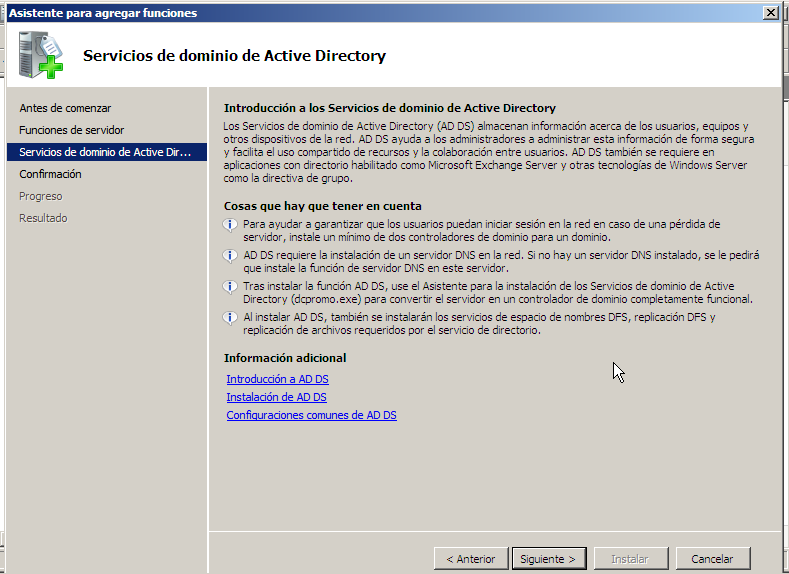 Asistente para agregar funciones
Servicios de dominio de Active Directory
Antes de comenzar
Funciones de servidor
Servicios de dominio de Active Dir...
Confirmación
Progreso
Resultado
Introducción a los Servicios de dominio de Active Directory
Los Servicios de dominio de Active Directory (AD DS) almacenan información acerca de los usuarios, equipos y
otros dispositivos de la red. AD DS ayuda a los administradores a administrar esta información de forma segura
y facilita el uso compartido de recursos y la colaboración entre usuarios. AD DS también se requiere en
aplicaciones con directorio habilitado como Microsoft Exchange Server y otras tecnologías de Windows Server
como la directiva de grupo.
Cosas que hay que tener en cuenta
Para ayudar a garantizar que los usuarios puedan iniciar sesión en la red en caso de una pérdida de
servidor, instale un mínimo de dos controladores de dominio para un dominio.
AD DS requiere la instalación de un servidor DNS en la red. Si no hay un servidor DNS instalado, se le pedirá
que instale la función de servidor DNS en este servidor.
Tras instalar la función AD DS, use el Asistente para la instalación de los Servicios de dominio de Active
Directory (dcpromo.exe) para convertir el servidor en un controlador de dominio completamente funcional.
Al instalar AD DS, también se instalarán los servicios de espacio de nombres DFS, replicación DFS y
replicación de archivos requeridos por el servicio de directorio.
Información adicional
Introducción a AD DS
Instalación de AD DS
Configuraciones comunes de AD DS
< Anterior
Siguiente >
Instalar
Cancelar